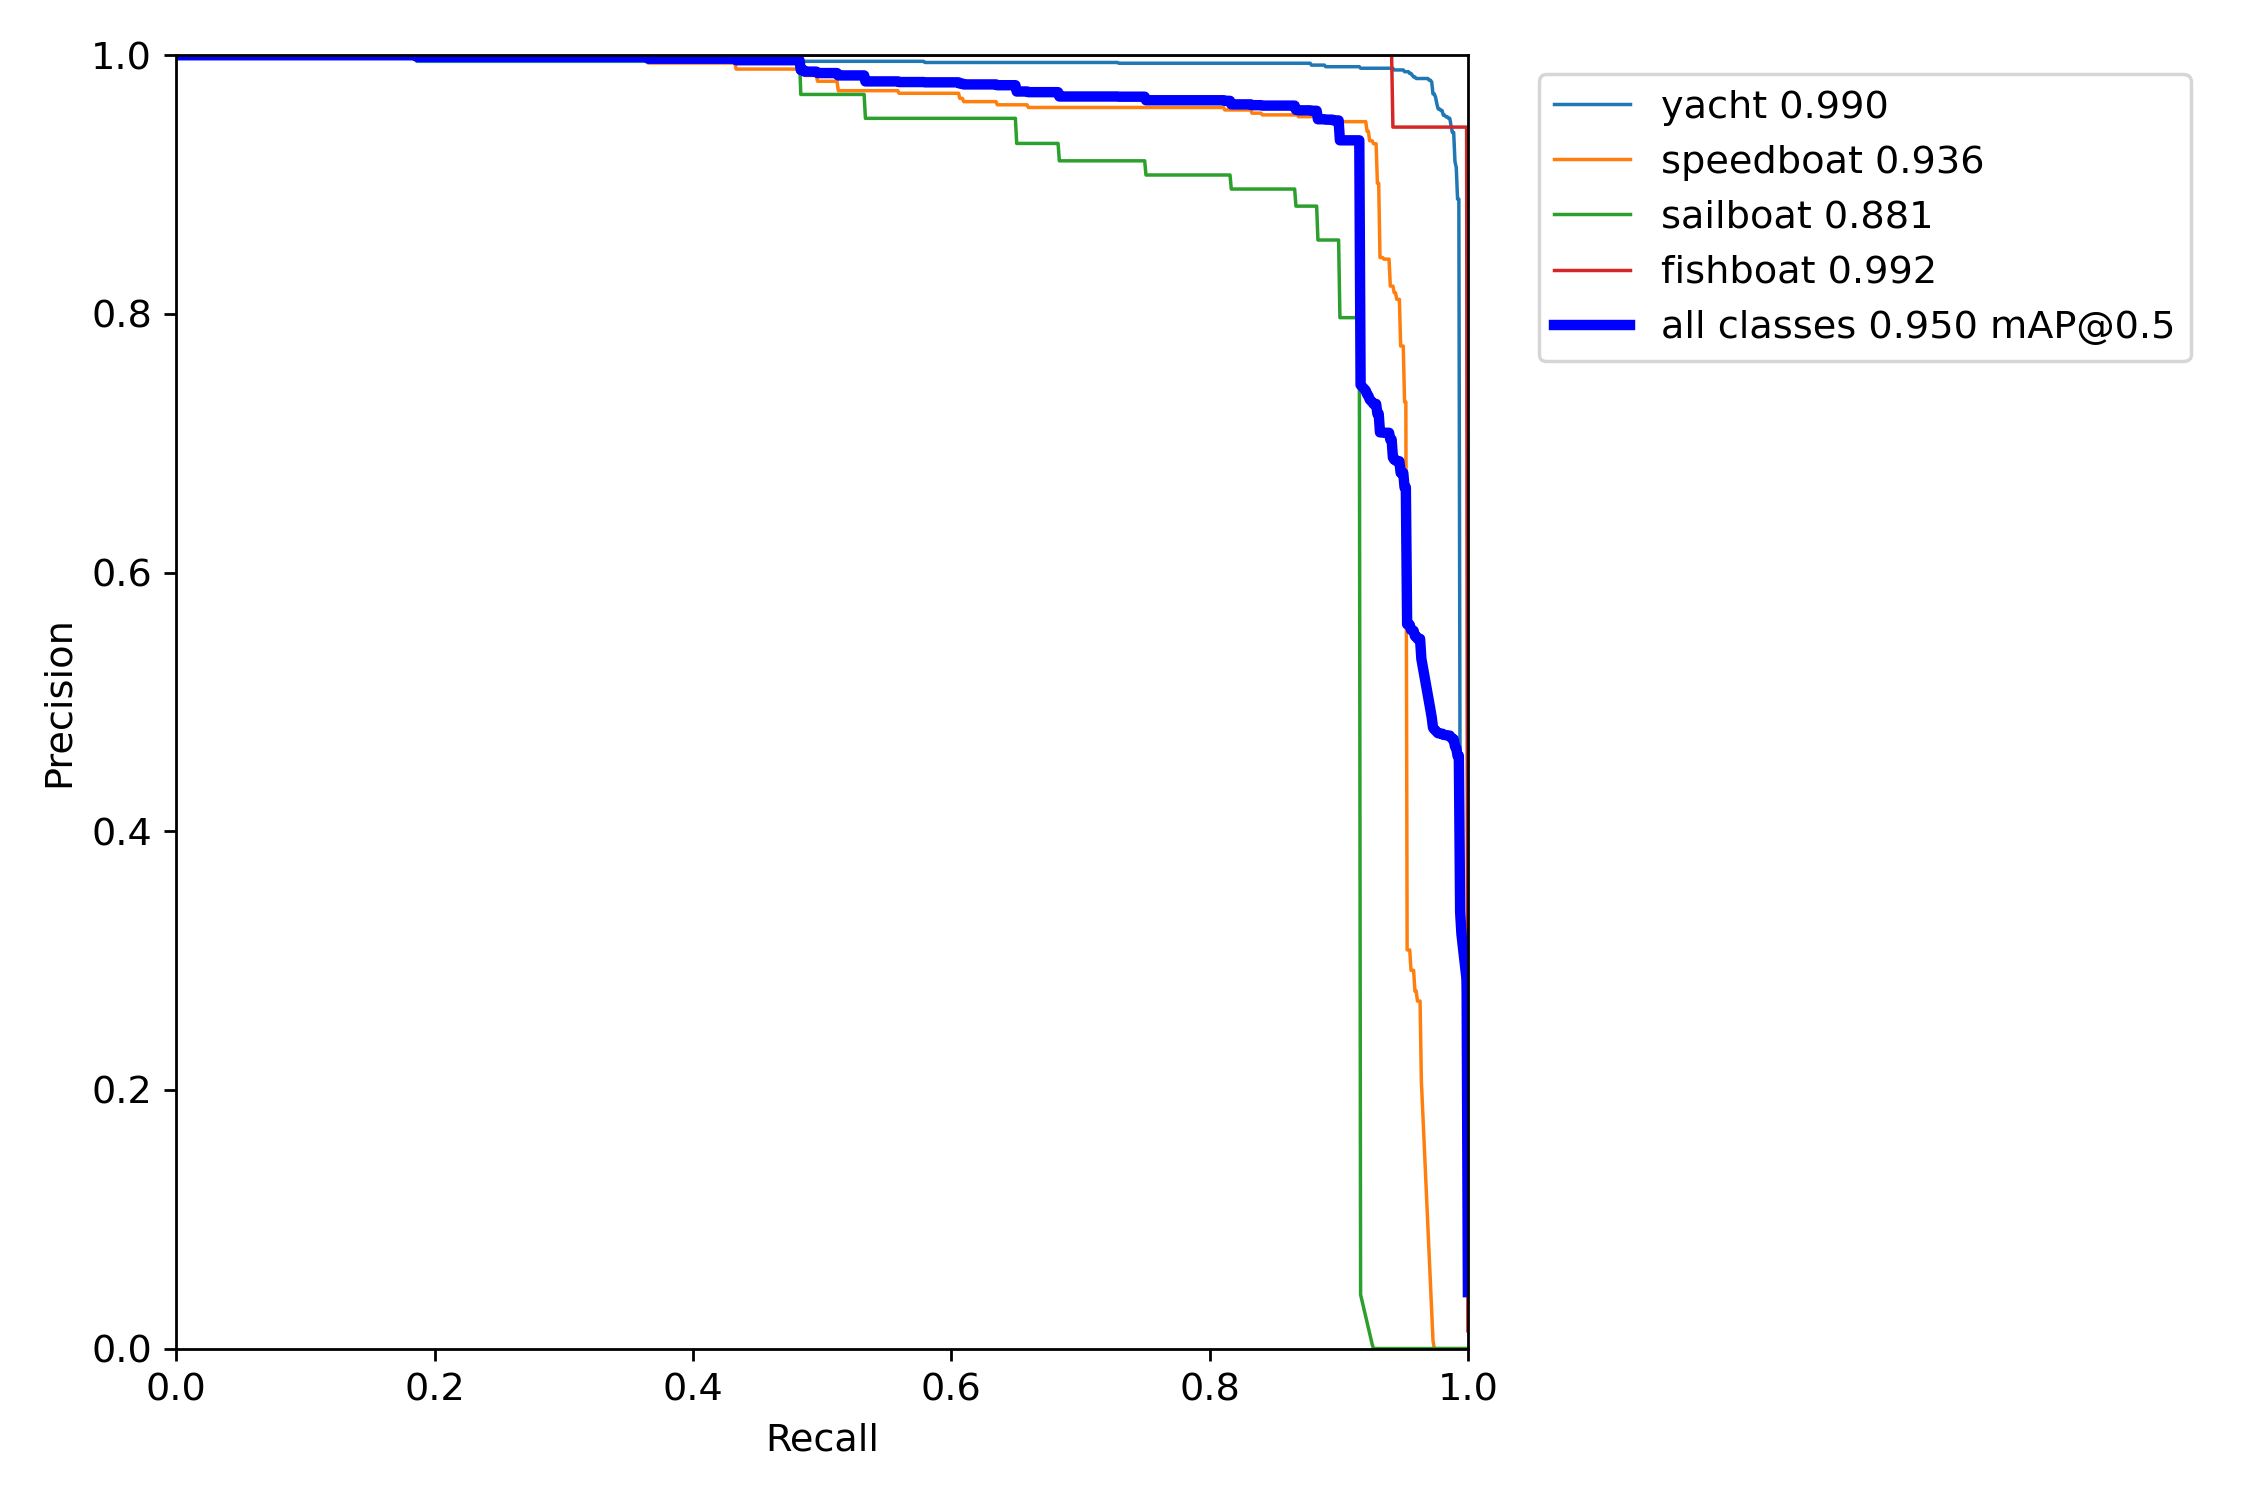 1.0
0.8
0.6
0.4
0.2
0.0
Precision
0.0 0.2 0.4 0.6 0.8 1.0
Recall
yacht 0.990
speedboat 0.936
sailboat 0.881
fishboat 0.992
all classes 0.950 mAP@0.5